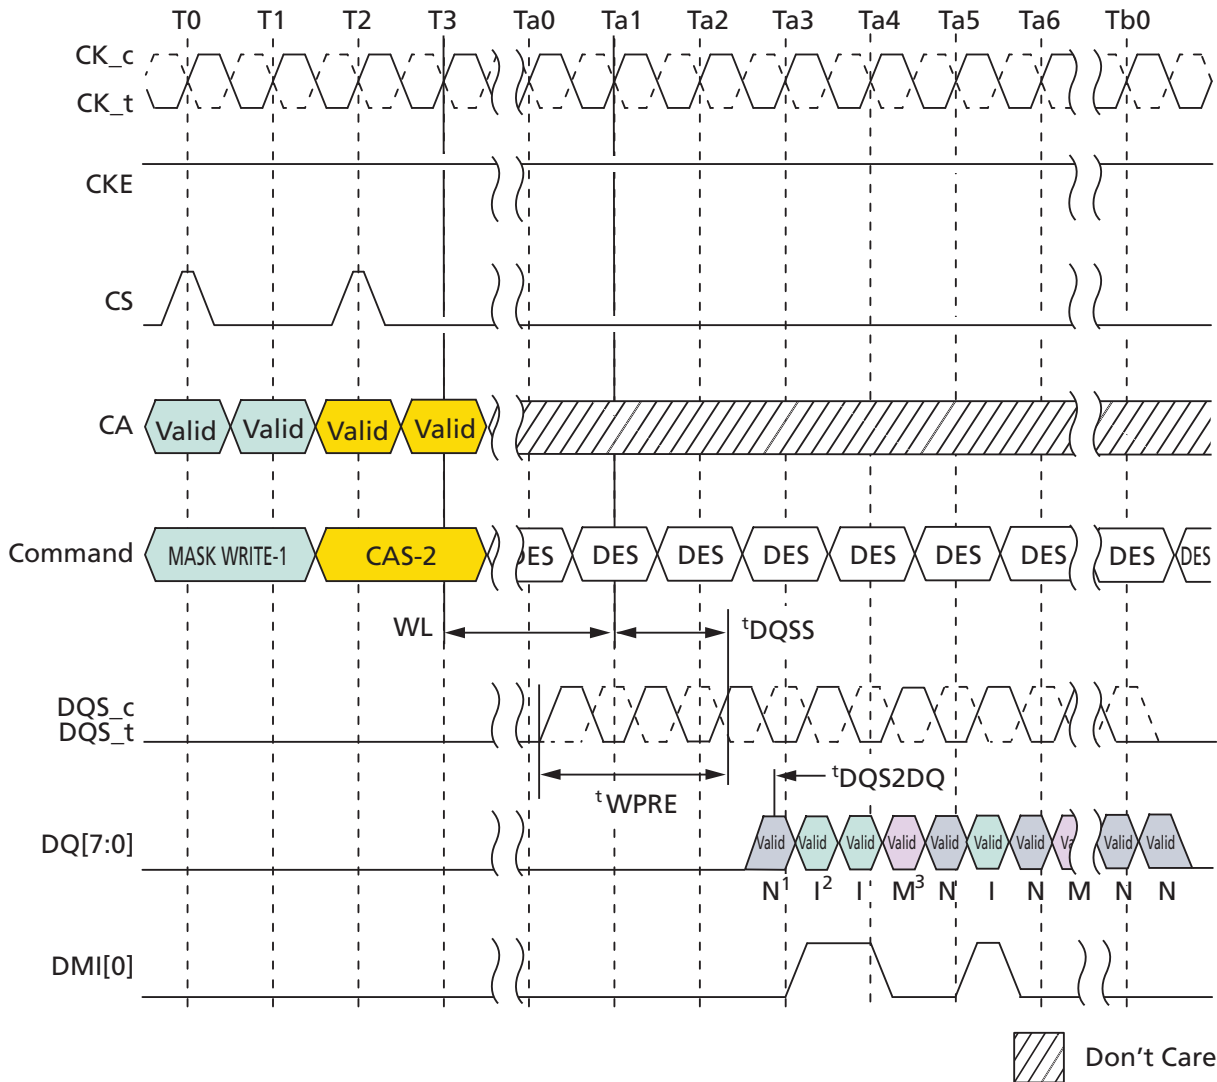 T0 T1 T2 T3 Ta0 Ta1 Ta2 Ta3 Ta4 Ta5 Ta6 Tb0
CK_c
CK_t
CKE
CS
CA Valid Valid Valid Valid
Command MASK WRITE-1 CAS-2 DES DES DES DES DES DES DES DES DES
WL tDQSS
DQS_c
DQS_t
tDQS2DQ
tWPRE
DQ[7:0] Valid Valid Valid Valid Valid Valid Valid Va Valid Valid
N1 I2 I M3 N I N M N N
DMI[0]
Don't Care